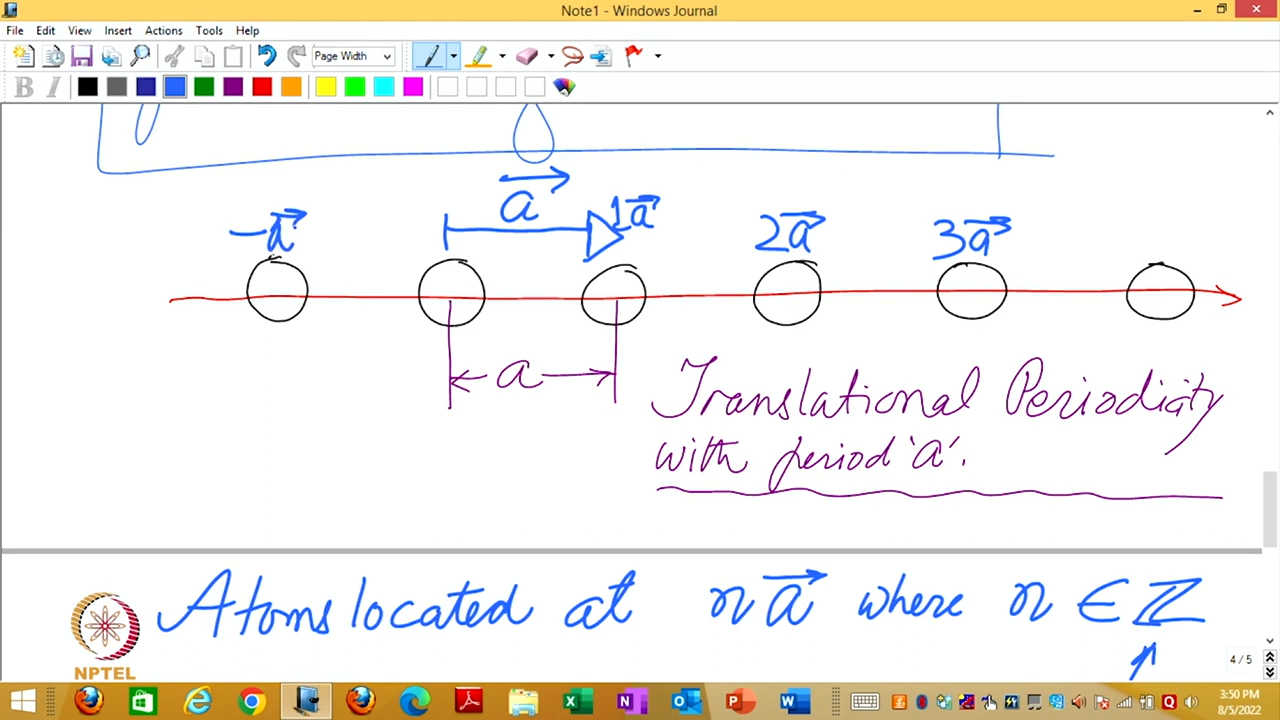 Note1 - Windows Journal
File Edit View Insert Actions Tools Help
Page Width
B I
a⃗
-a⃗ 1a⃗ 2a⃗ 3a⃗
a
Translational Periodicity
with period 'a'.
Atoms located at n a⃗ where n ∈ ℤ
NPTEL
4 / 5
3:50 PM
8/5/2022